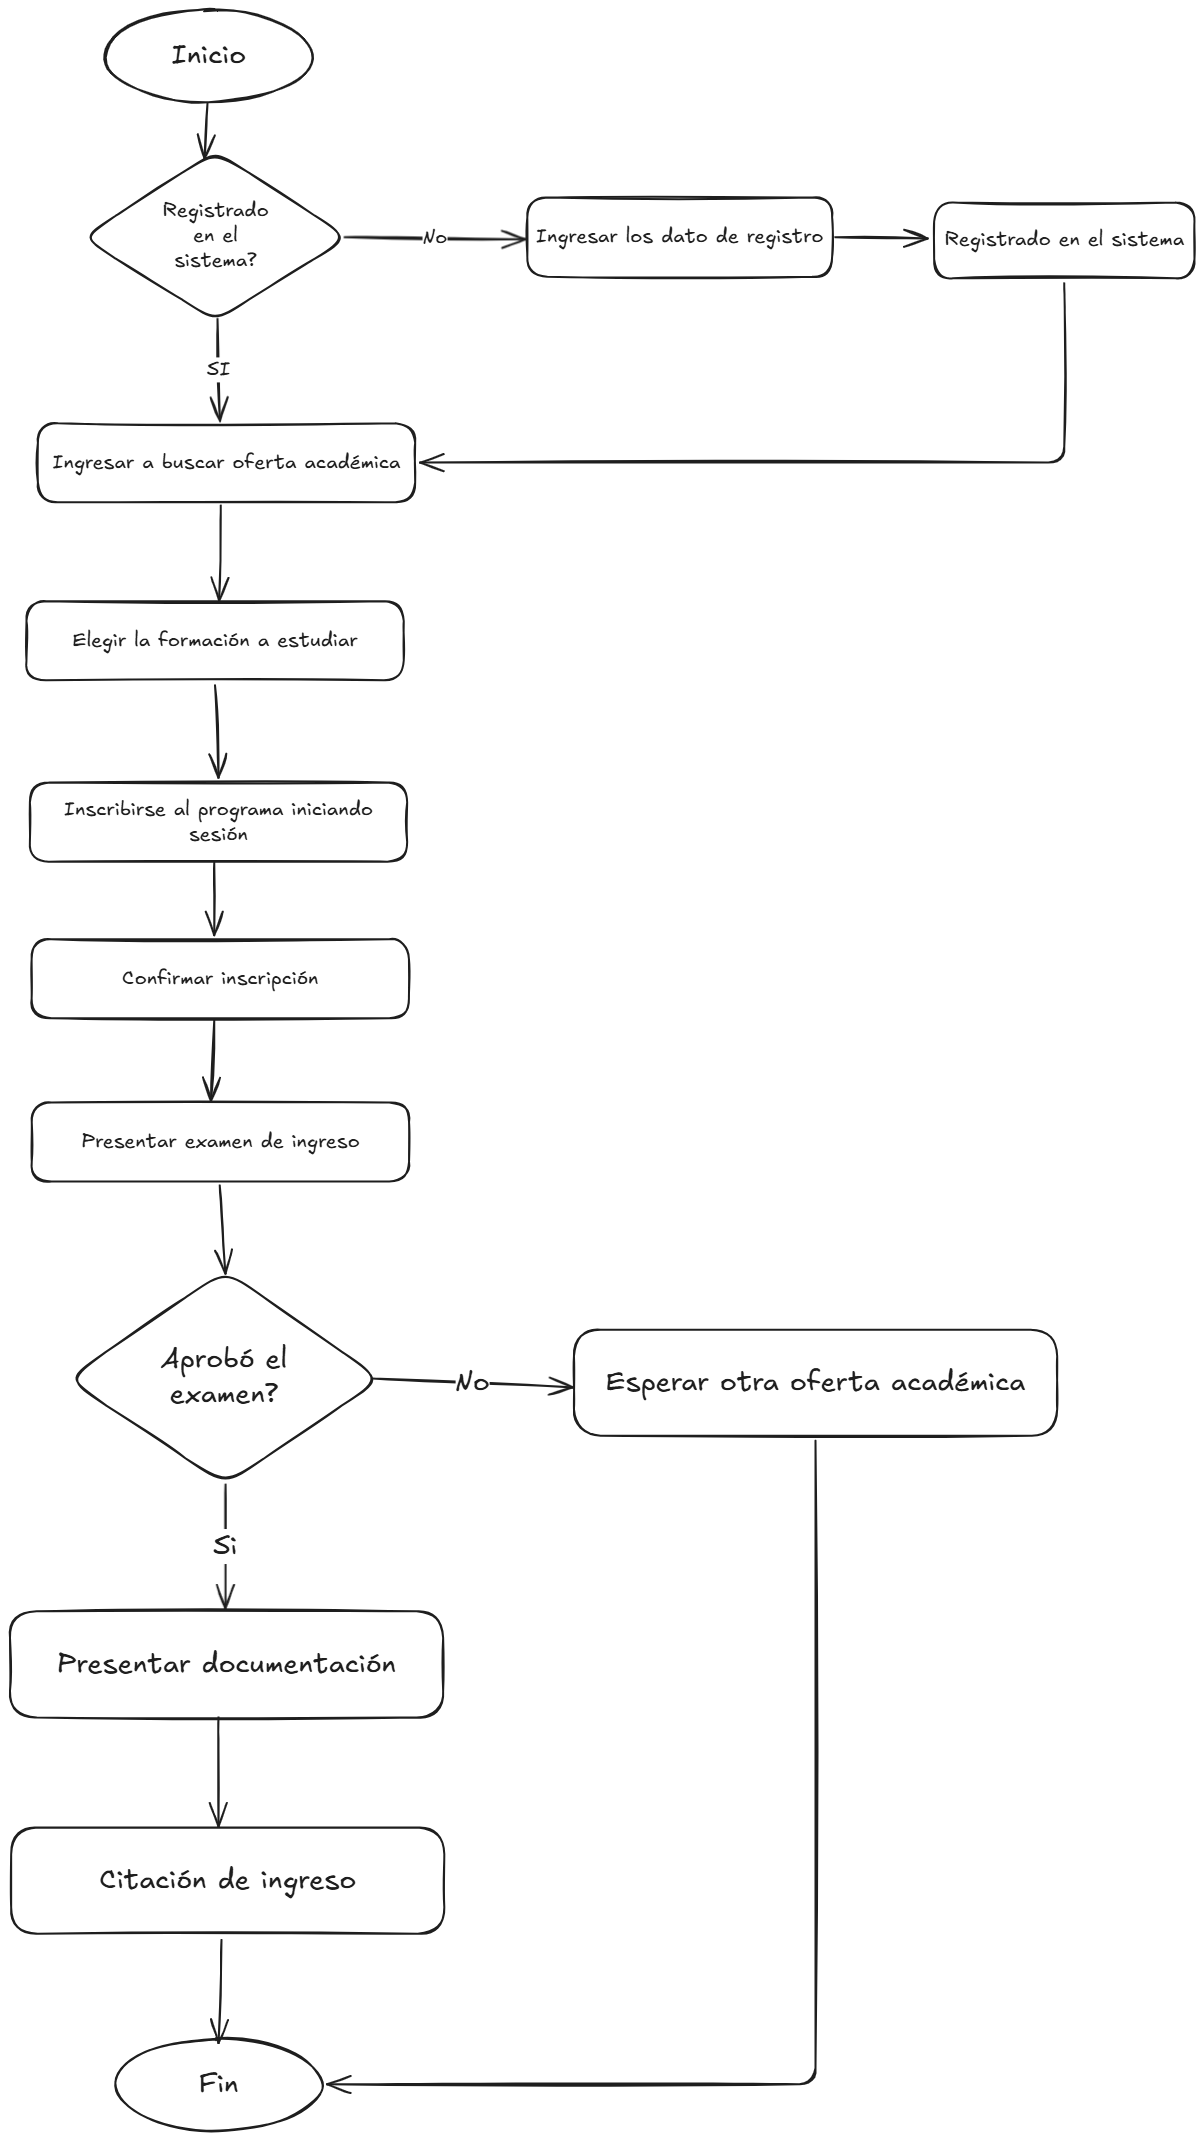 Inicio
Registrado
en el
sistema?
No
Ingresar los dato de registro
Registrado en el sistema
SI
Ingresar a buscar oferta académica
Elegir la formación a estudiar
Inscribirse al programa iniciando
sesión
Confirmar inscripción
Presentar examen de ingreso
Aprobó el
examen?
No
Esperar otra oferta académica
Si
Presentar documentación
Citación de ingreso
Fin